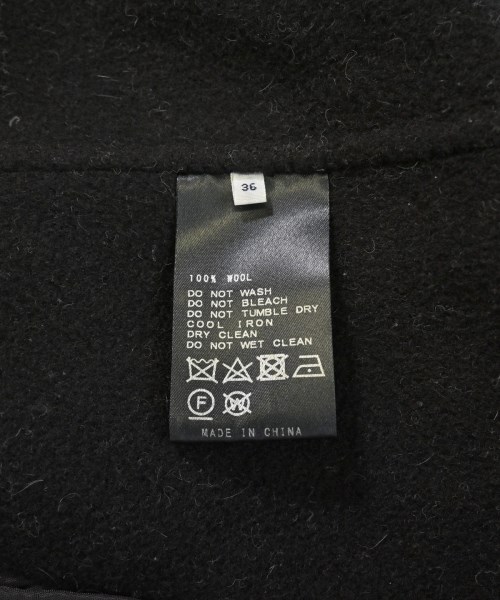 36
100% WOOL
DO NOT WASH
DO NOT BLEACH
DO NOT TUMBLE DRY
COOL IRON
DRY CLEAN
DO NOT WET CLEAN
F W
MADE IN CHINA